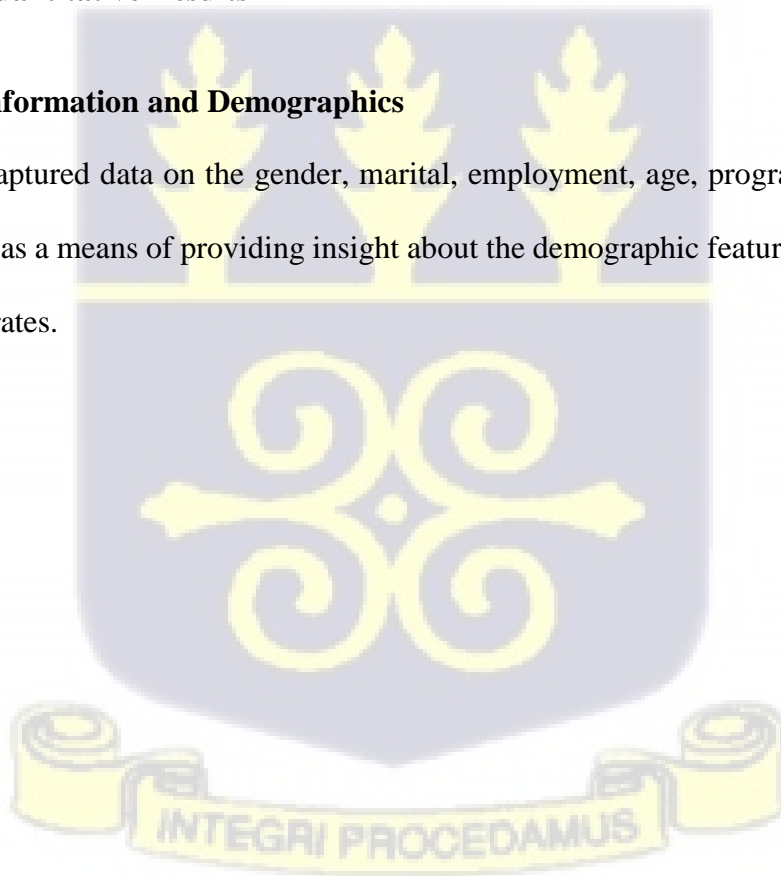 nformation and Demographics
aptured data on the gender, marital, employment, age, progra
as a means of providing insight about the demographic featur
rates.
INTEGRI PROCEDAMUS